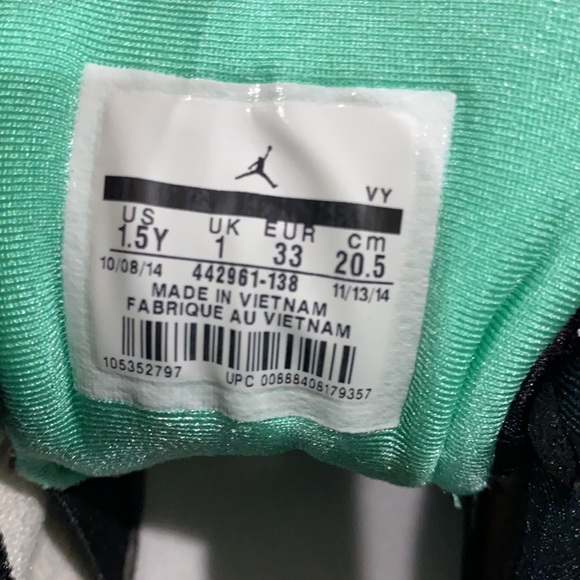 VY
US UK EUR cm
1.5Y 1 33 20.5
10/08/14 442961-138 11/13/14
MADE IN VIETNAM
FABRIQUE AU VIETNAM
105352797 UPC 00888408179357